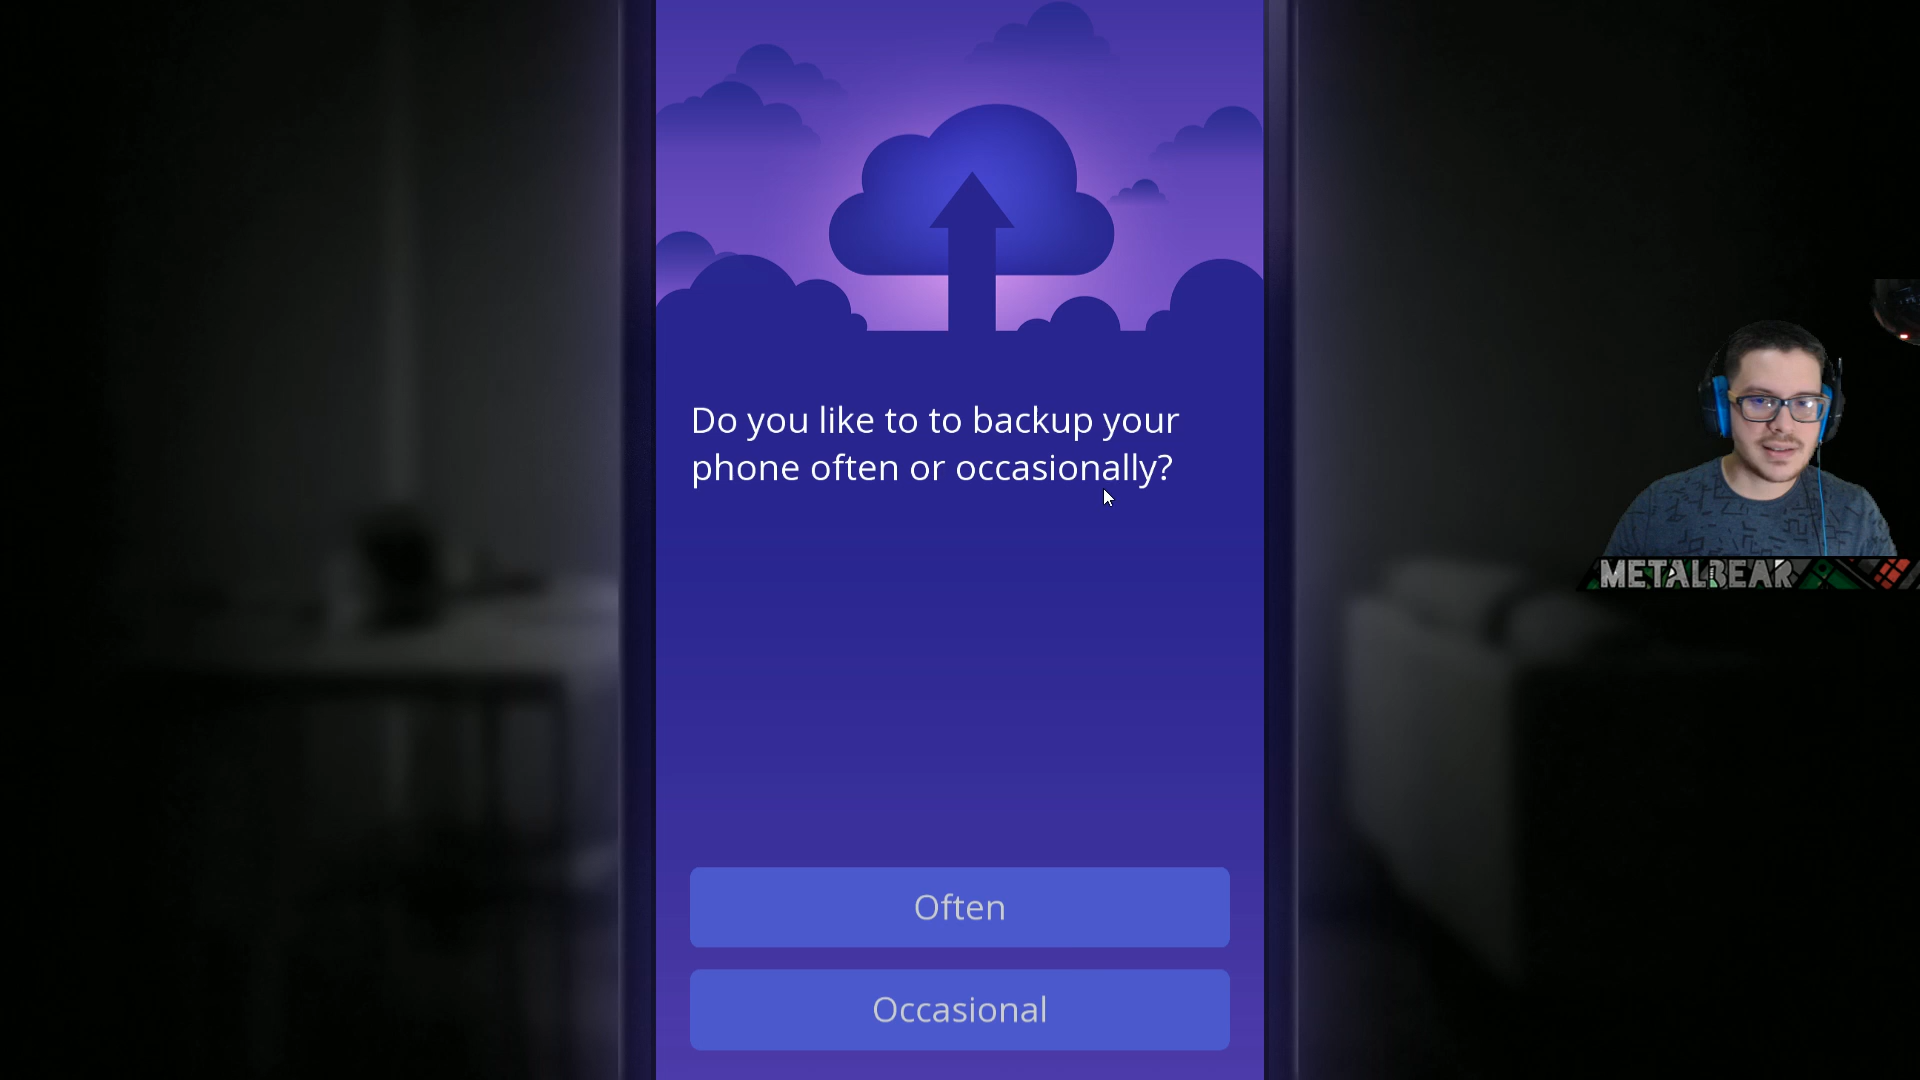 Do you like to to backup your
phone often or occasionally?
METALBEAR
Often
Occasional